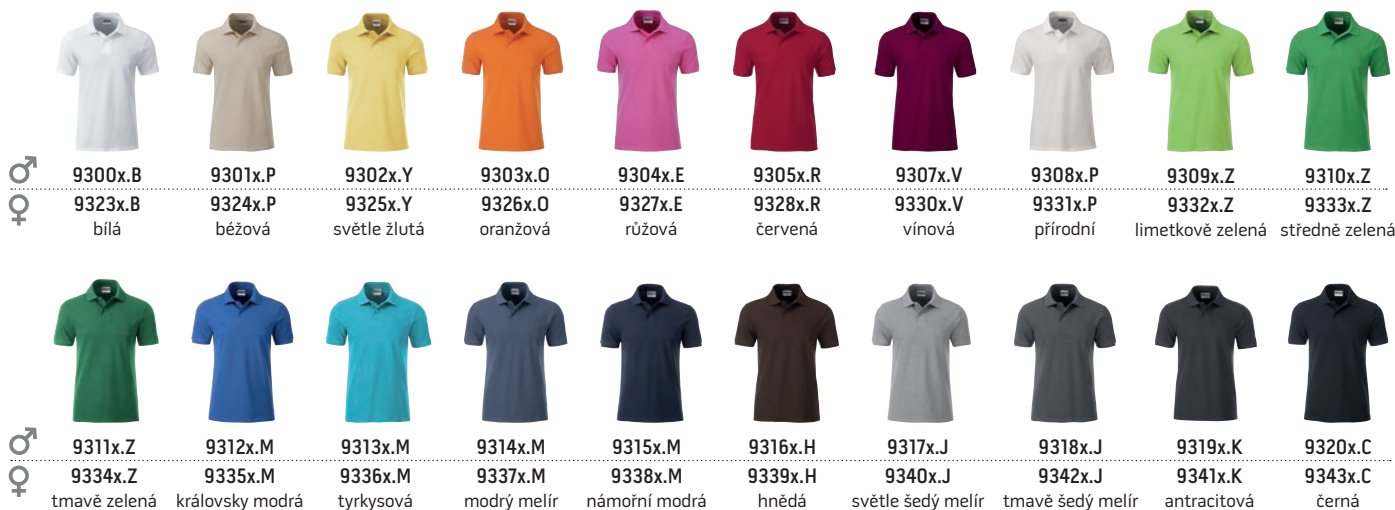 9300x.B 9301x.P 9302x.Y 9303x.O 9304x.E 9305x.R 9307x.V 9308x.P 9309x.Z 9310x.Z
9323x.B 9324x.P 9325x.Y 9326x.O 9327x.E 9328x.R 9330x.V 9331x.P 9332x.Z 9333x.Z
bílá béžová světle žlutá oranžová růžová červená vínová přírodní limetkově zelená středně zelená
9311x.Z 9312x.M 9313x.M 9314x.M 9315x.M 9316x.H 9317x.J 9318x.J 9319x.K 9320x.C
9334x.Z 9335x.M 9336x.M 9337x.M 9338x.M 9339x.H 9340x.J 9342x.J 9341x.K 9343x.C
tmavě zelená královsky modrá tyrkysová modrý melír námořní modrá hnědá světle šedý melír tmavě šedý melír antracitová černá